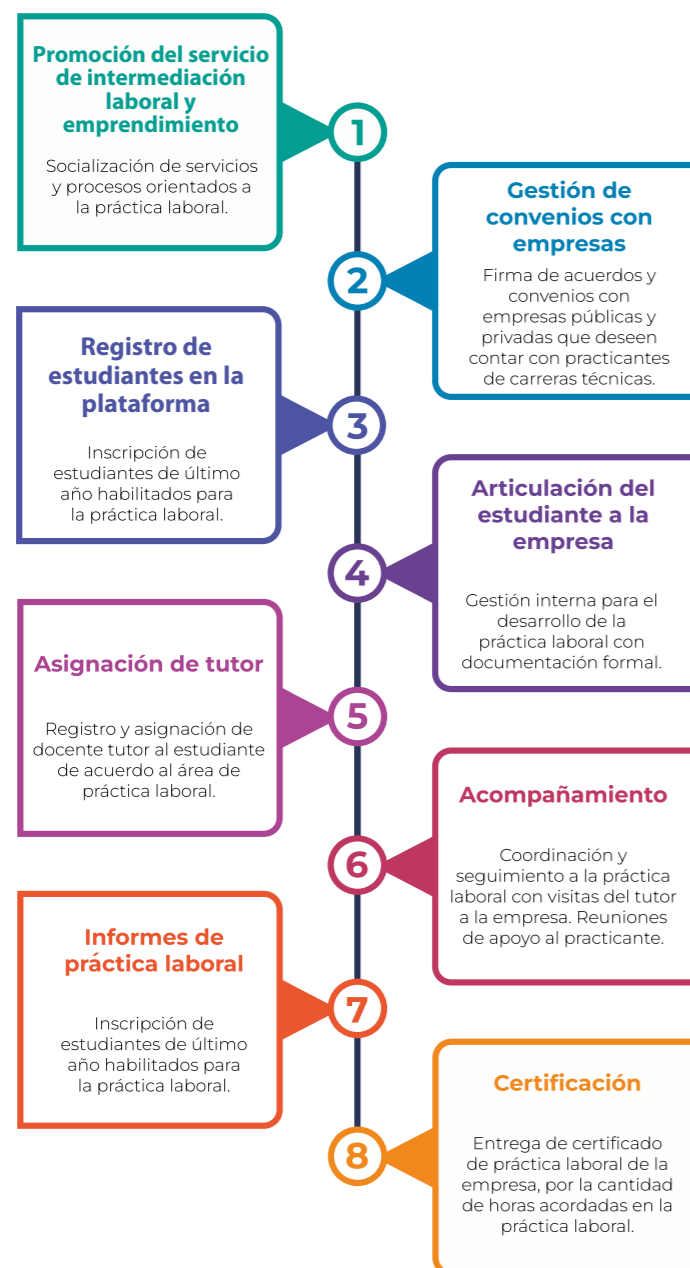 Promoción del servicio
de intermediación
laboral y
emprendimiento
Socialización de servicios
y procesos orientados a
la práctica laboral.
1
Gestión de
convenios con
empresas
Firma de acuerdos y
convenios con
empresas públicas y
privadas que deseen
contar con practicantes
de carreras técnicas.
2
Registro de
estudiantes en la
plataforma
Inscripción de
estudiantes de último
año habilitados para
la práctica laboral.
3
Articulación del
estudiante a la
empresa
Gestión interna para el
desarrollo de la
práctica laboral con
documentación formal.
4
Asignación de tutor
Registro y asignación de
docente tutor al estudiante
de acuerdo al área de
práctica laboral.
5
Acompañamiento
Coordinación y
seguimiento a la práctica
laboral con visitas del tutor
a la empresa. Reuniones
de apoyo al practicante.
6
Informes de
práctica laboral
Inscripción de
estudiantes de último
año habilitados para
la práctica laboral.
7
Certificación
Entrega de certificado
de práctica laboral de la
empresa, por la cantidad
de horas acordadas en la
práctica laboral.
8